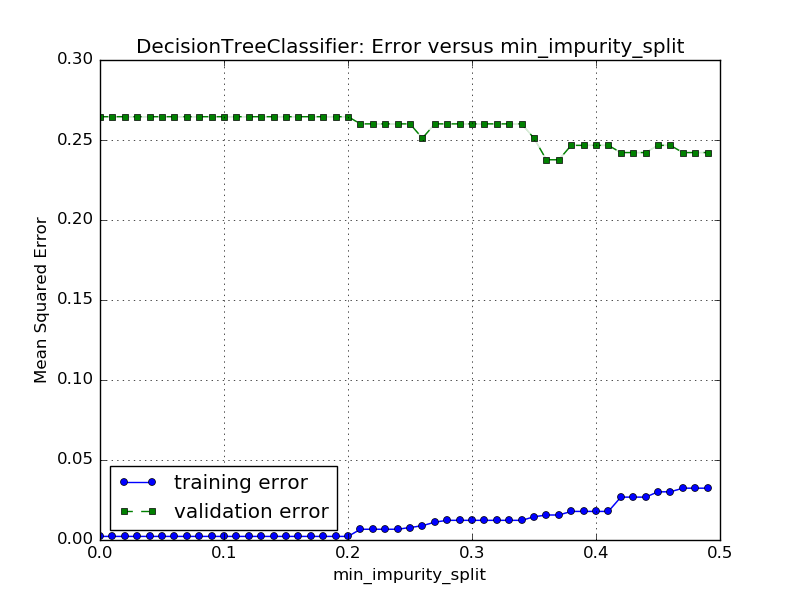 DecisionTreeClassifier: Error versus min_impurity_split
0.30
0.25
0.20
0.15
0.10
0.05
0.00
Mean Squared Error
training error
validation error
0.0 0.1 0.2 0.3 0.4 0.5
min_impurity_split